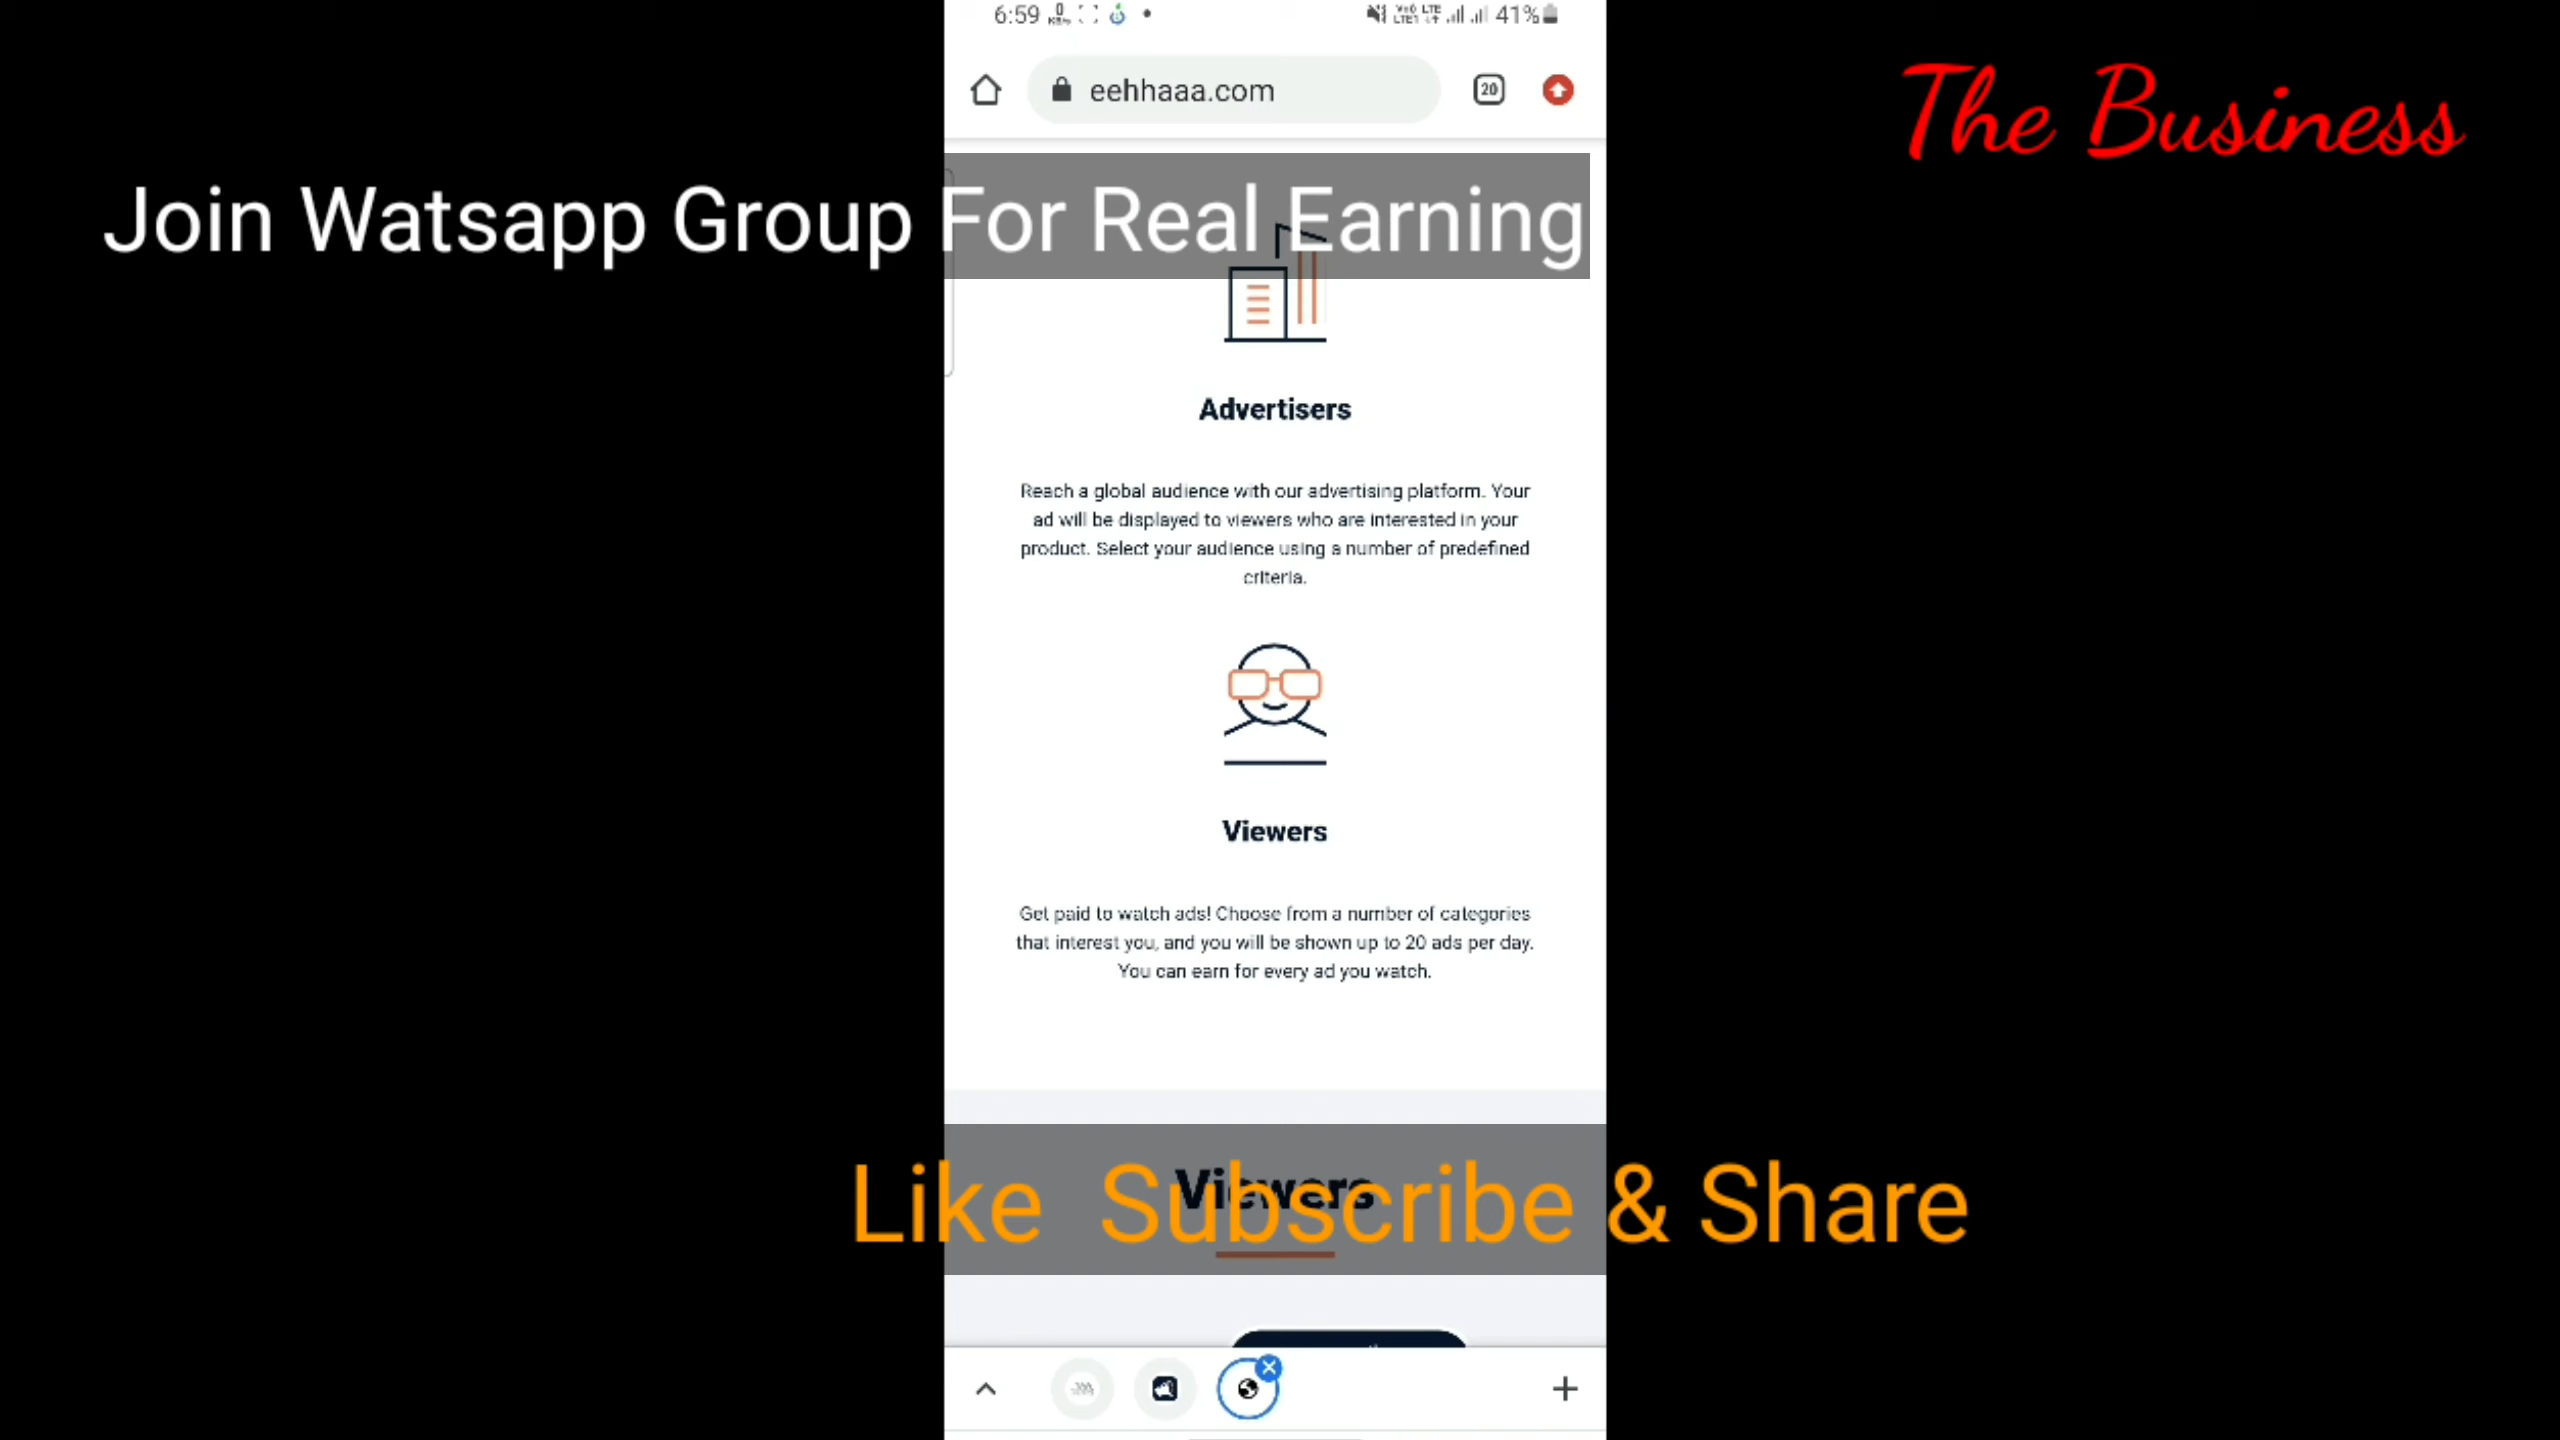 6:59
41%
eehhaaa.com
20
The Business
Join Watsapp Group For Real Earning
Advertisers
Reach a global audience with our advertising platform. Your
ad will be displayed to viewers who are interested in your
product. Select your audience using a number of predefined
criteria.
Viewers
Get paid to watch ads! Choose from a number of categories
that interest you, and you will be shown up to 20 ads per day.
You can earn for every ad you watch.
Viewers
Like Subscribe & Share